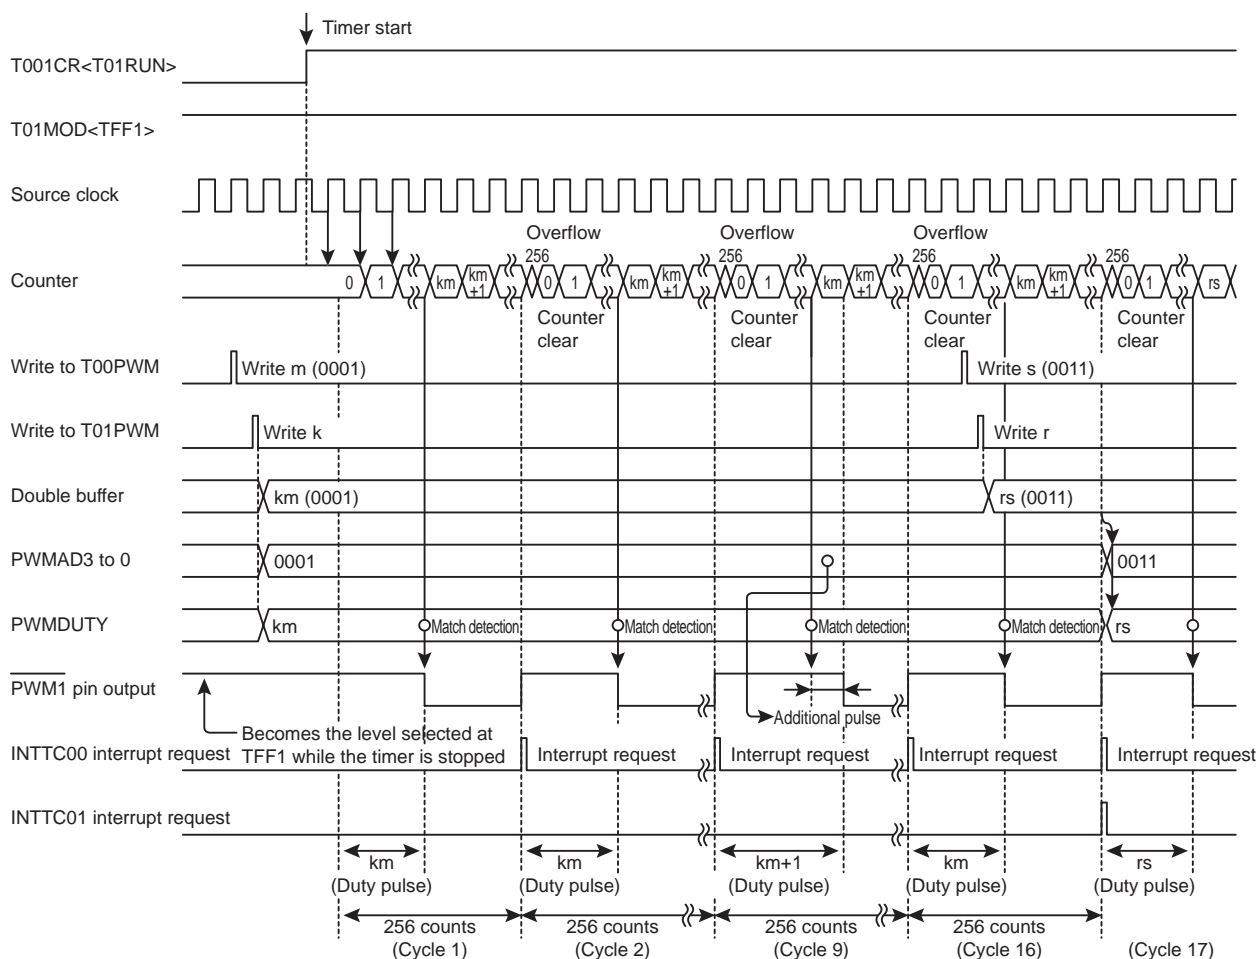 Timer start
T001CR<T01RUN>
T01MOD<TFF1>
Source clock
Overflow Overflow Overflow
256 256 256 256
Counter 0 1 km km+1 0 1 km km+1 0 1 km km+1 0 1 km km+1 0 1 rs
Counter clear Counter clear Counter clear Counter clear
Write to T00PWM Write m (0001) Write s (0011)
Write to T01PWM Write k Write r
Double buffer km (0001) rs (0011)
PWMAD3 to 0 0001 0011
PWMDUTY km Match detection Match detection Match detection Match detection rs
PWM1 pin output
Additional pulse
Becomes the level selected at
TFF1 while the timer is stopped
INTTC00 interrupt request Interrupt request Interrupt request Interrupt request Interrupt request
INTTC01 interrupt request
km km km+1 km rs
(Duty pulse) (Duty pulse) (Duty pulse) (Duty pulse) (Duty pulse)
256 counts 256 counts 256 counts 256 counts
(Cycle 1) (Cycle 2) (Cycle 9) (Cycle 16) (Cycle 17)